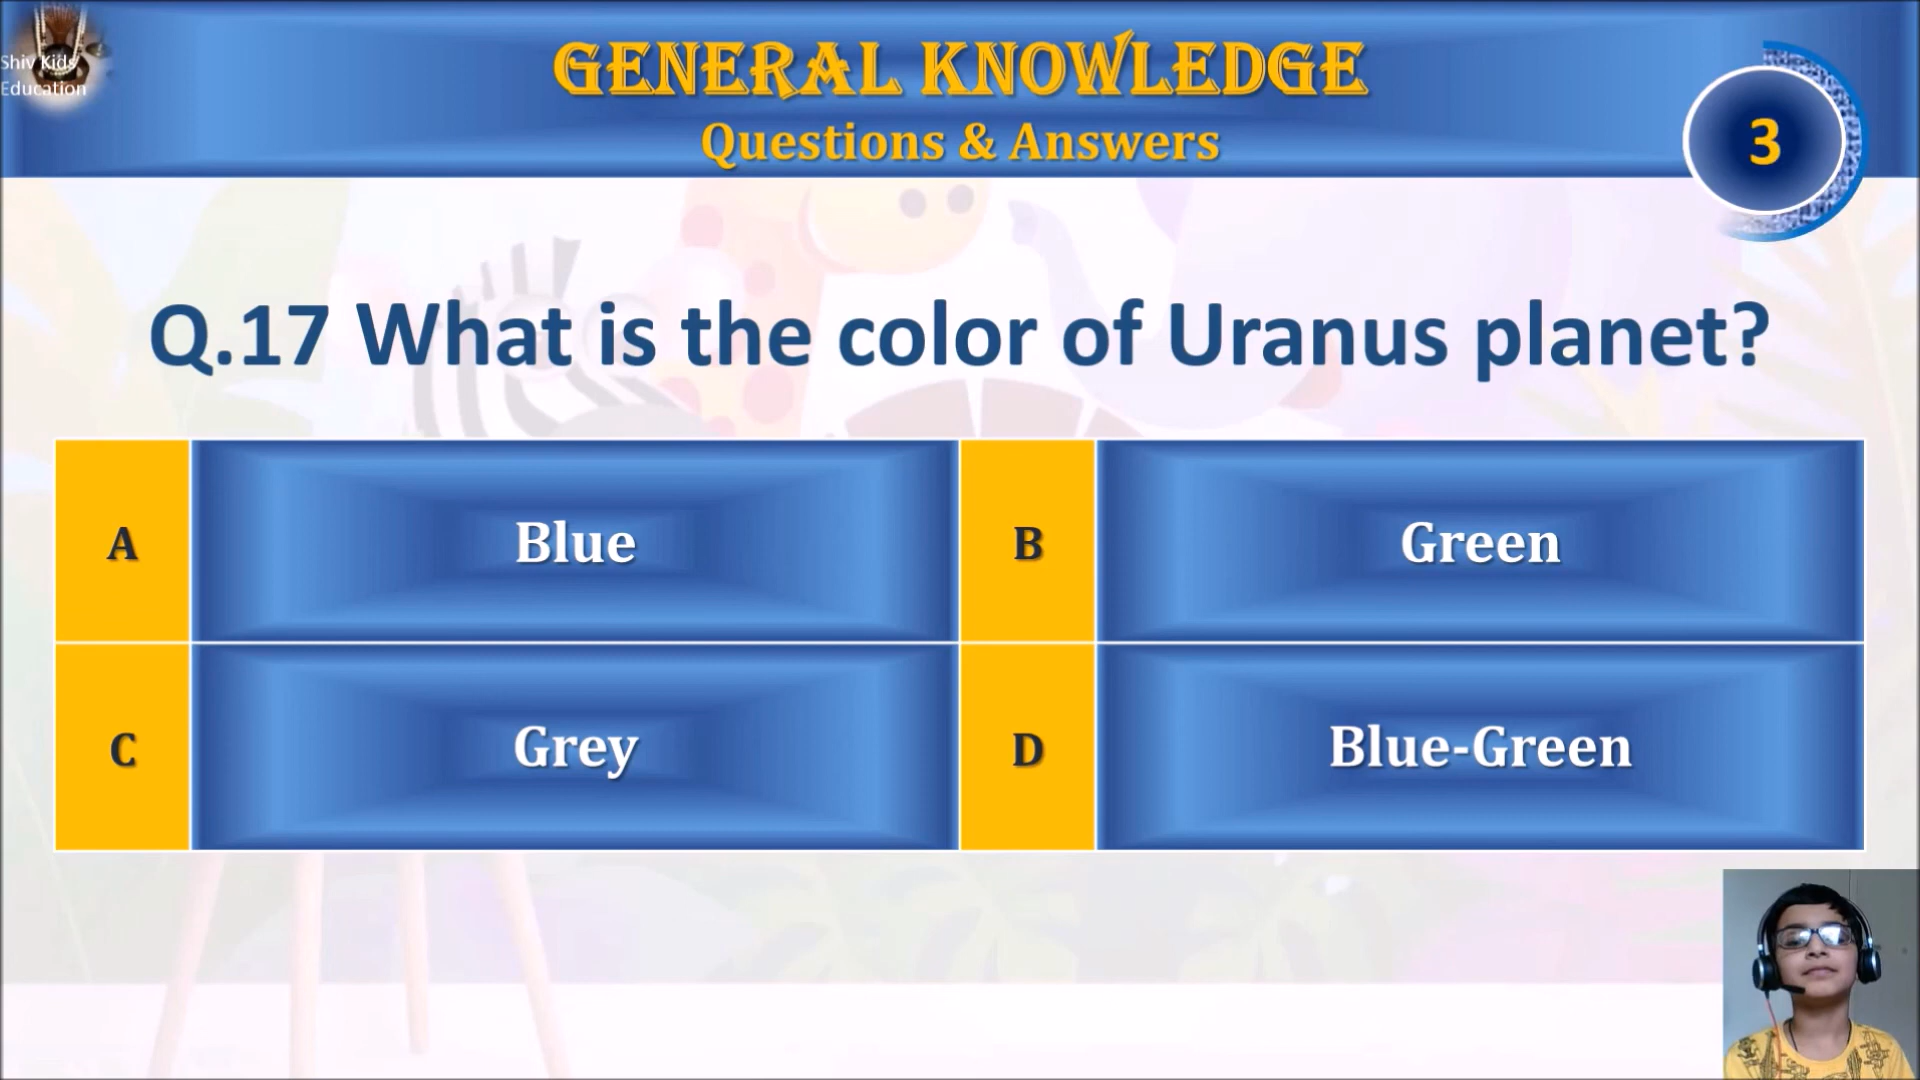 Shiv Kids
Education
GENERAL KNOWLEDGE
Questions & Answers
3
Q.17 What is the color of Uranus planet?
A
Blue
B
Green
C
Grey
D
Blue-Green